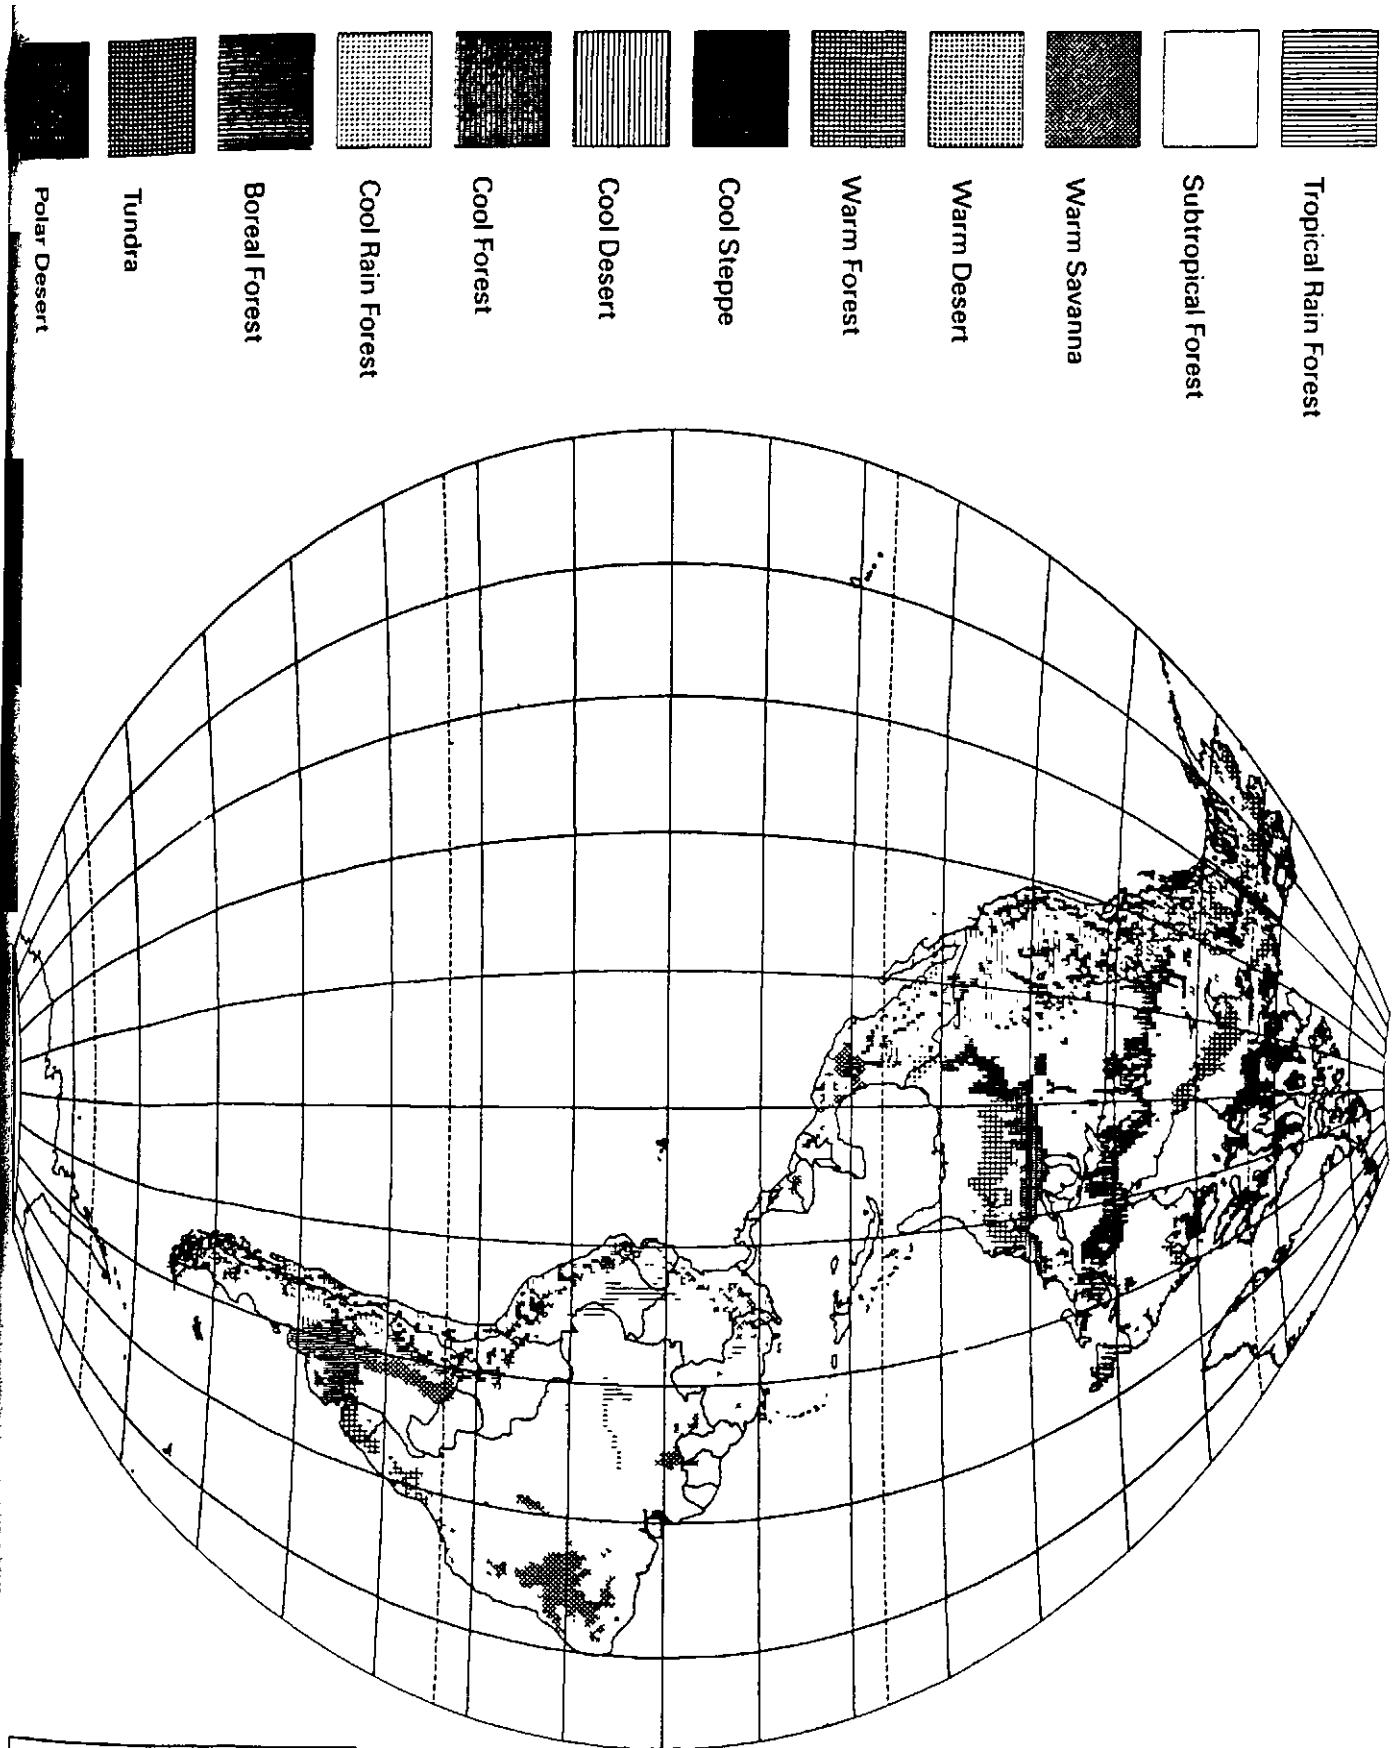 Tropical Rain Forest
Subtropical Forest
Warm Savanna
Warm Desert
Warm Forest
Cool Steppe
Cool Desert
Cool Forest
Cool Rain Forest
Boreal Forest
Tundra
Polar Desert